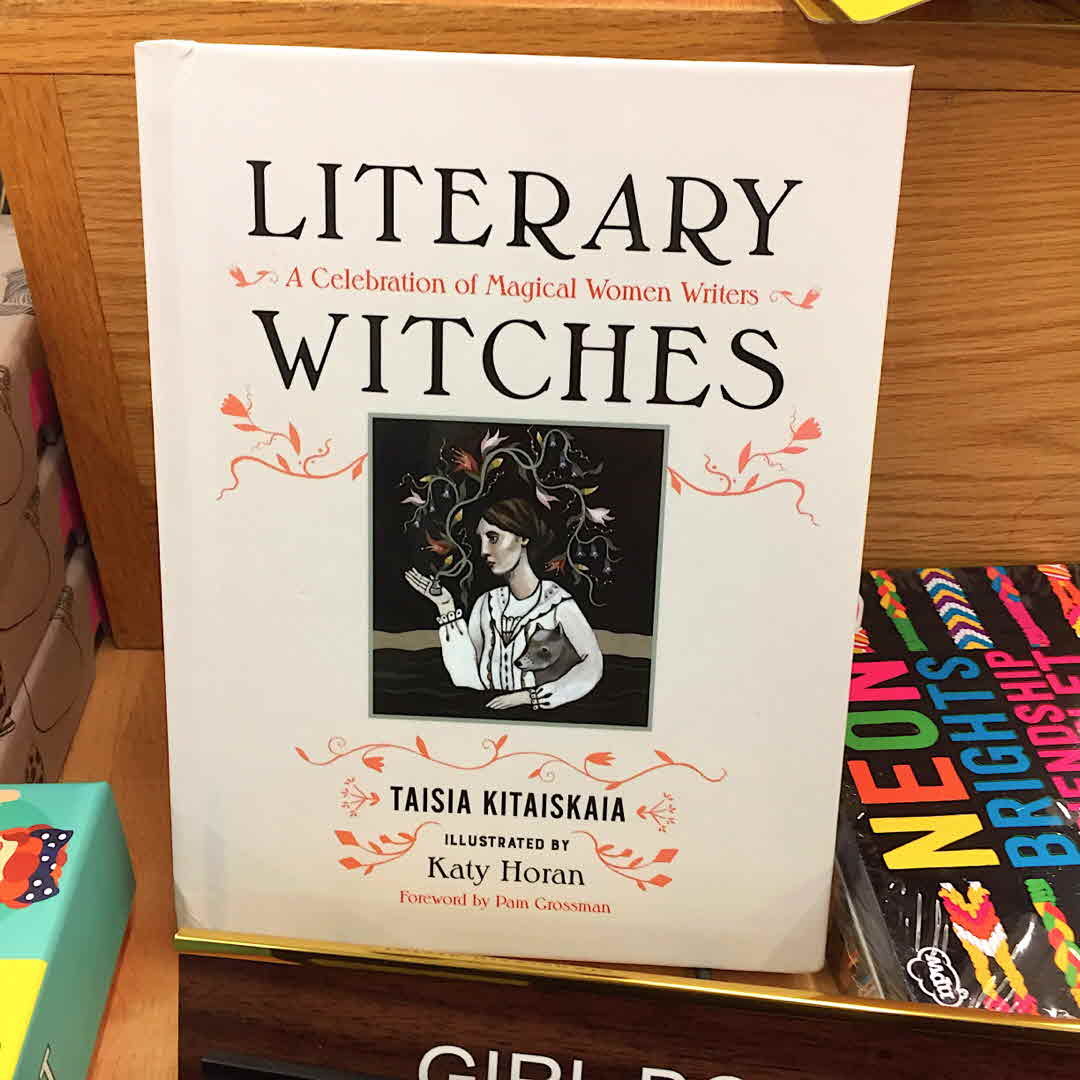 LITERARY
A Celebration of Magical Women Writers
WITCHES
TAISIA KITAISKAIA
ILLUSTRATED BY
Katy Horan
Foreword by Pam Grossman
NEON
BRIGHTS
GIRL